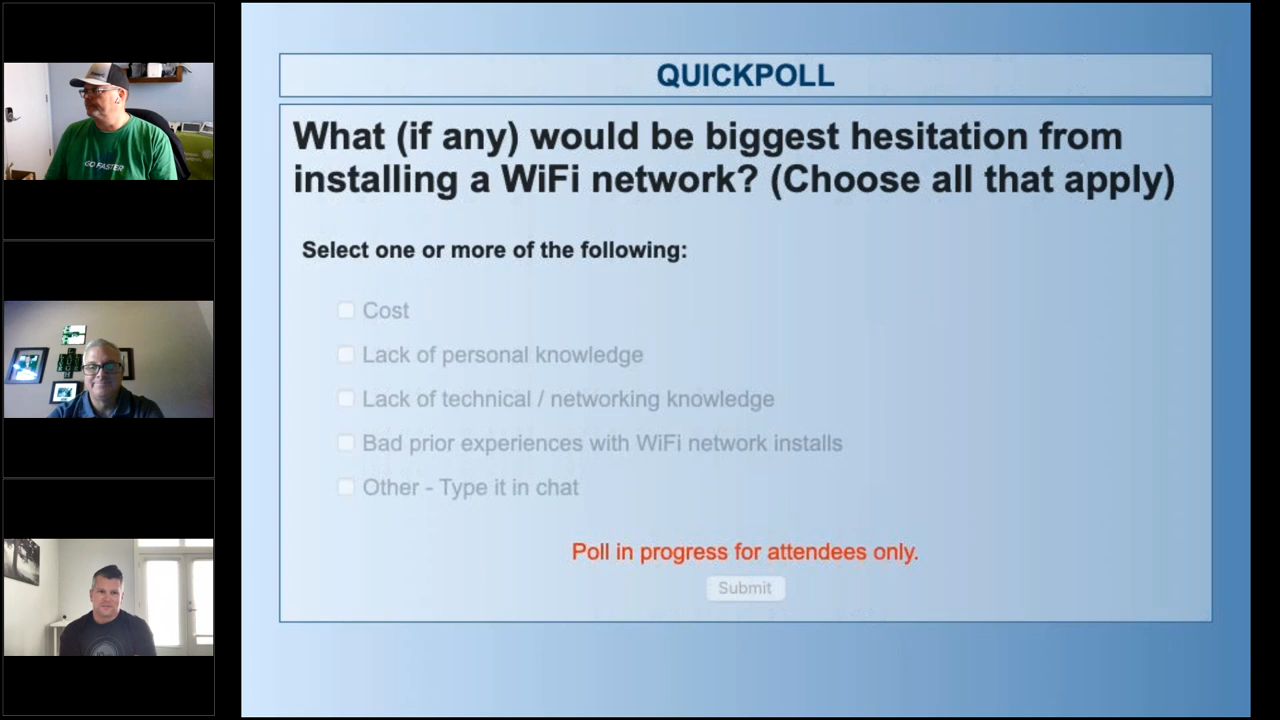 QUICKPOLL
What (if any) would be biggest hesitation from
installing a WiFi network? (Choose all that apply)
Select one or more of the following:
Cost
Lack of personal knowledge
Lack of technical / networking knowledge
Bad prior experiences with WiFi network installs
Other - Type it in chat
Poll in progress for attendees only.
Submit
GO FASTER